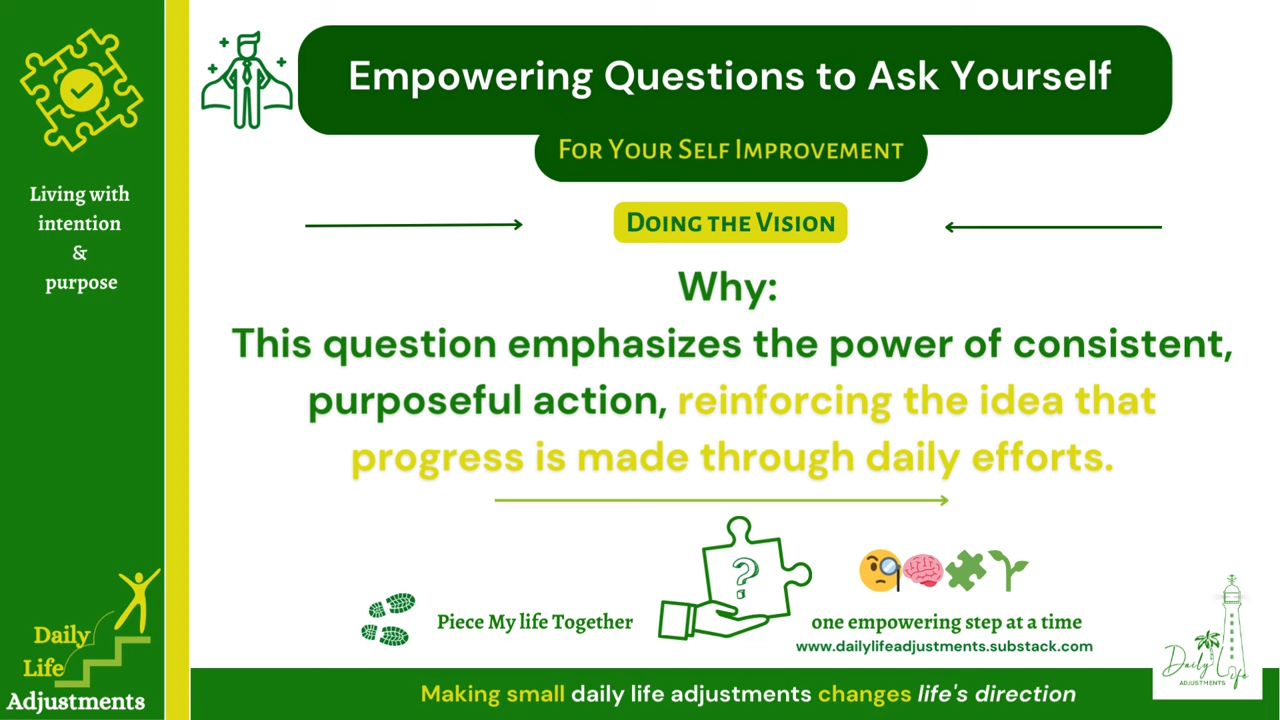 Empowering Questions to Ask Yourself
For Your Self Improvement
Living with
intention
&
purpose
Doing the Vision
Why:
This question emphasizes the power of consistent,
purposeful action, reinforcing the idea that
progress is made through daily efforts.
?
Piece My life Together
one empowering step at a time
www.dailylifeadjustments.substack.com
Daily
Life
Adjustments
Making small daily life adjustments changes life's direction
Daily Life
ADJUSTMENTS